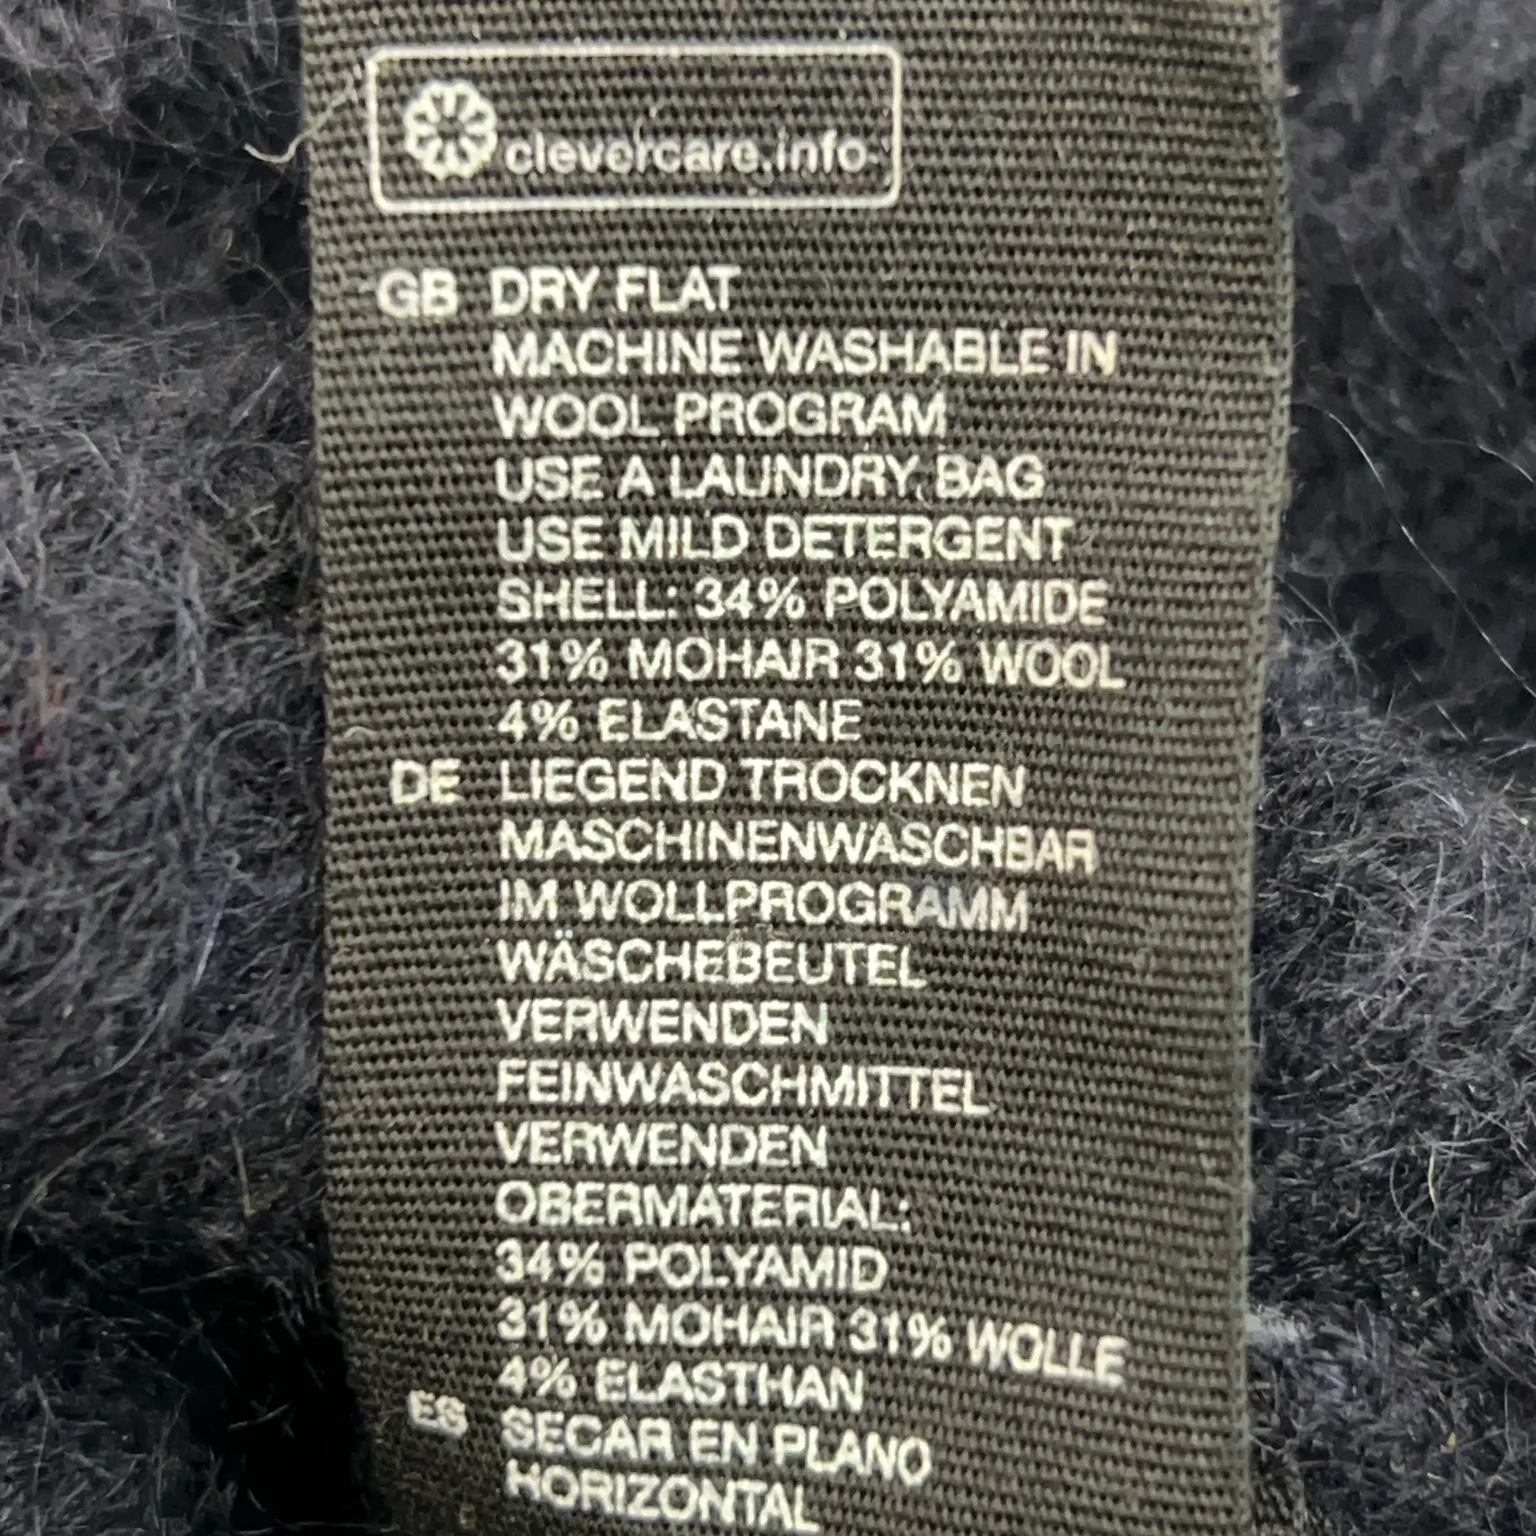 clevercare.info
GB DRY FLAT
MACHINE WASHABLE IN
WOOL PROGRAM
USE A LAUNDRY BAG
USE MILD DETERGENT
SHELL: 34% POLYAMIDE
31% MOHAIR 31% WOOL
4% ELASTANE
DE LIEGEND TROCKNEN
MASCHINENWASCHBAR
IM WOLLPROGRAMM
WÄSCHEBEUTEL
VERWENDEN
FEINWASCHMITTEL
VERWENDEN
OBERMATERIAL:
34% POLYAMID
31% MOHAIR 31% WOLLE
4% ELASTHAN
ES SECAR EN PLANO
HORIZONTAL